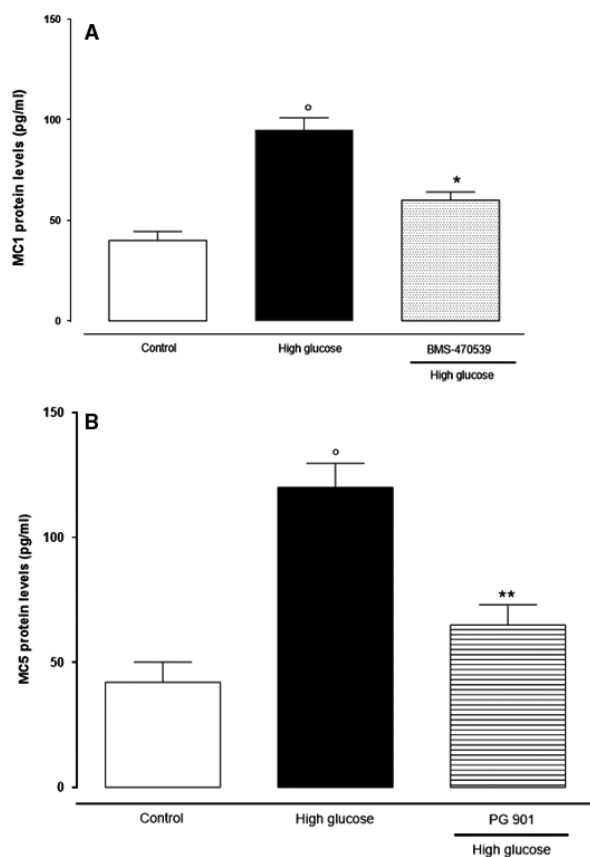 A
MC1 protein levels (pg/ml)
150
100
50
0
°
*
Control
High glucose
BMS-470539
High glucose
B
MC5 protein levels (pg/ml)
150
100
50
0
°
**
Control
High glucose
PG 901
High glucose